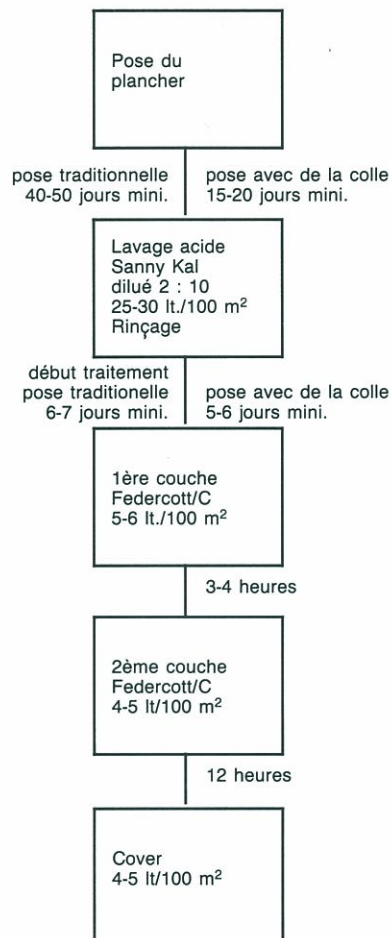 Pose du
plancher
pose traditionnelle
40-50 jours mini.
pose avec de la colle
15-20 jours mini.
Lavage acide
Sanny Kal
dilué 2 : 10
25-30 lt./100 m²
Rinçage
début traitement
pose traditionelle
6-7 jours mini.
pose avec de la colle
5-6 jours mini.
1ère couche
Federcott/C
5-6 lt./100 m²
3-4 heures
2ème couche
Federcott/C
4-5 lt/100 m²
12 heures
Cover
4-5 lt/100 m²